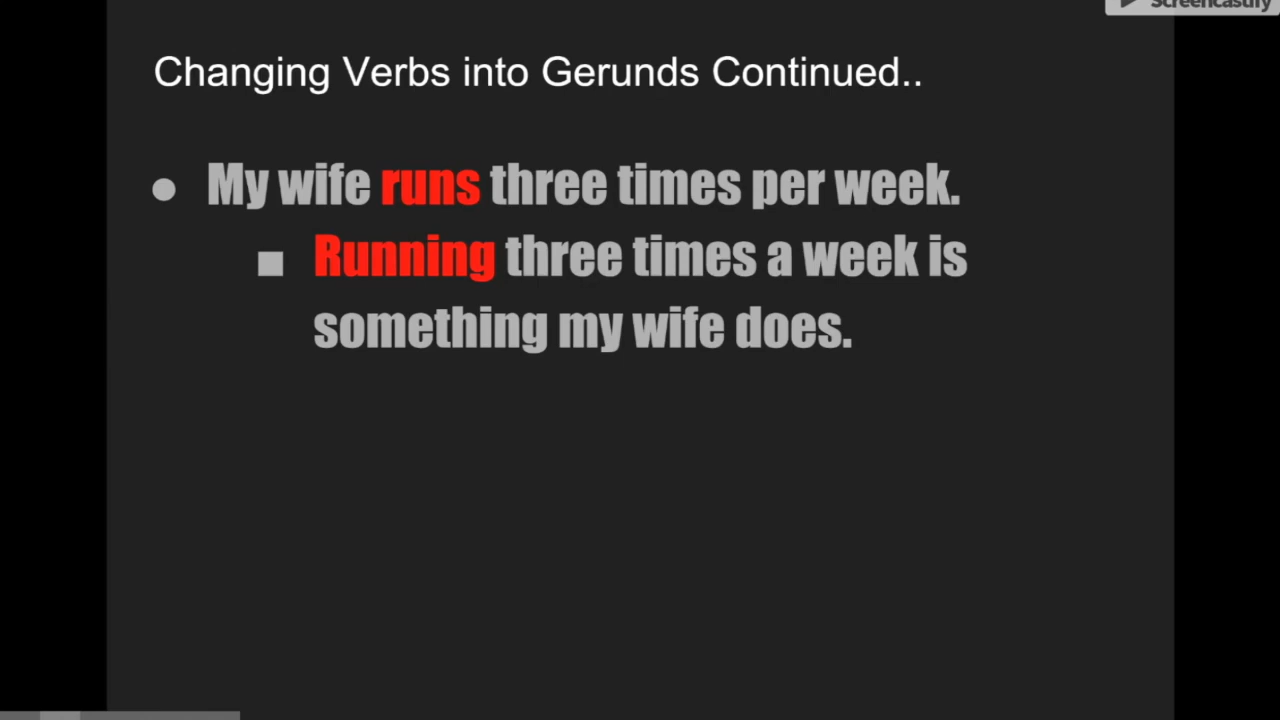 Screencastify
Changing Verbs into Gerunds Continued..
My wife runs three times per week.
Running three times a week is
something my wife does.